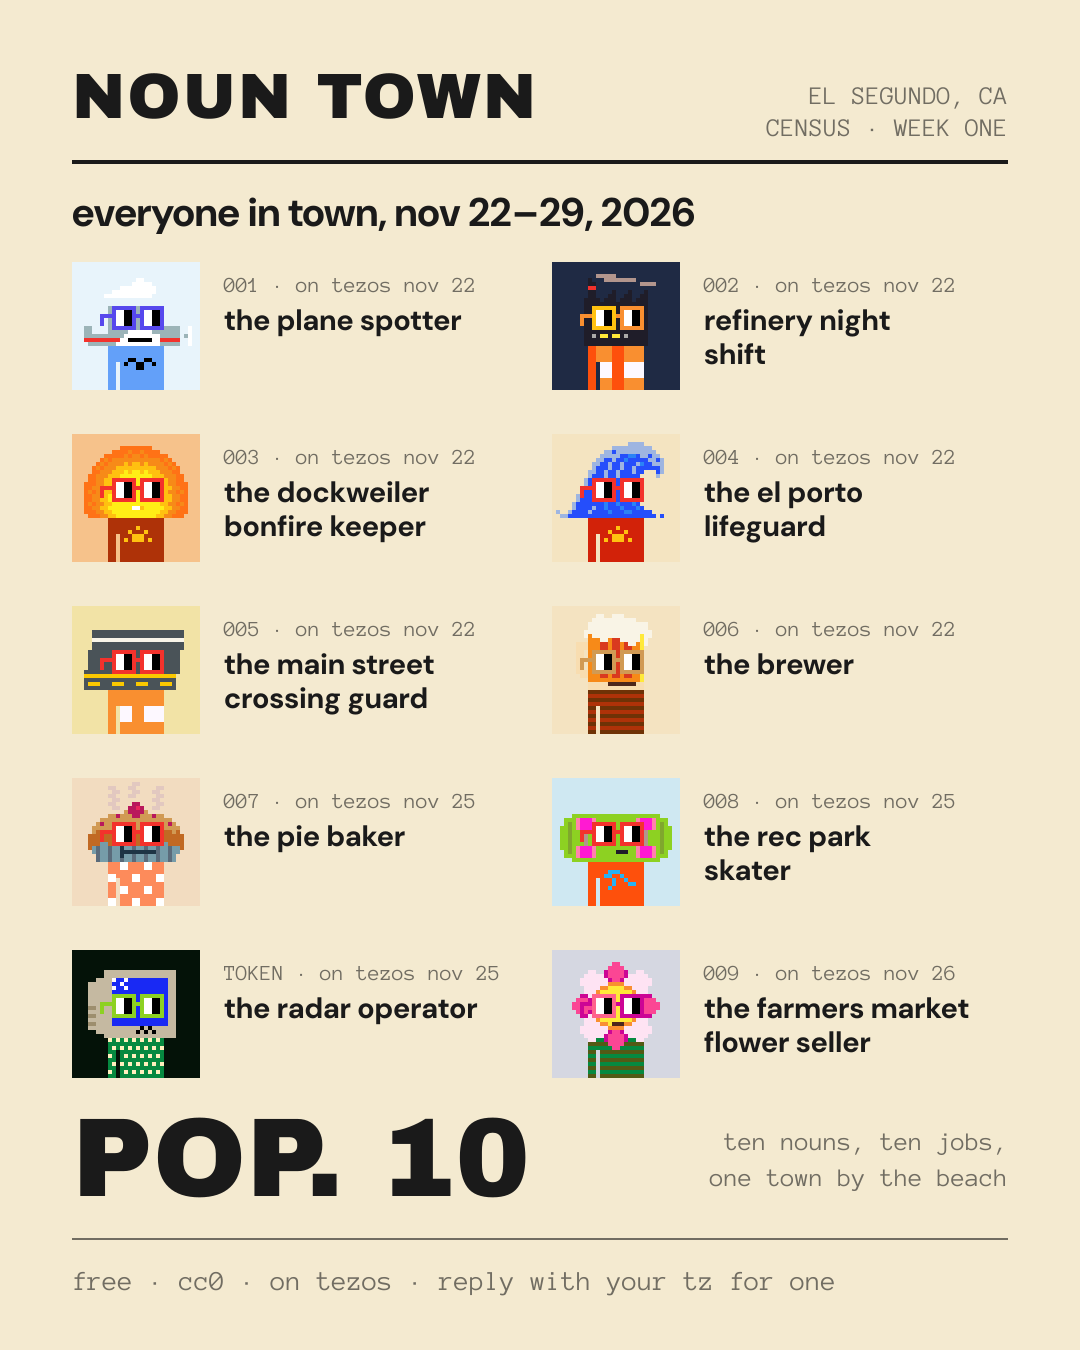 NOUN TOWN
EL SEGUNDO, CA
CENSUS · WEEK ONE
everyone in town, nov 22–29, 2026
001 · on tezos nov 22
the plane spotter
002 · on tezos nov 22
refinery night
shift
003 · on tezos nov 22
the dockweiler
bonfire keeper
004 · on tezos nov 22
the el porto
lifeguard
005 · on tezos nov 22
the main street
crossing guard
006 · on tezos nov 22
the brewer
007 · on tezos nov 25
the pie baker
008 · on tezos nov 25
the rec park
skater
TOKEN · on tezos nov 25
the radar operator
009 · on tezos nov 26
the farmers market
flower seller
POP. 10
ten nouns, ten jobs,
one town by the beach
free · cc0 · on tezos · reply with your tz for one